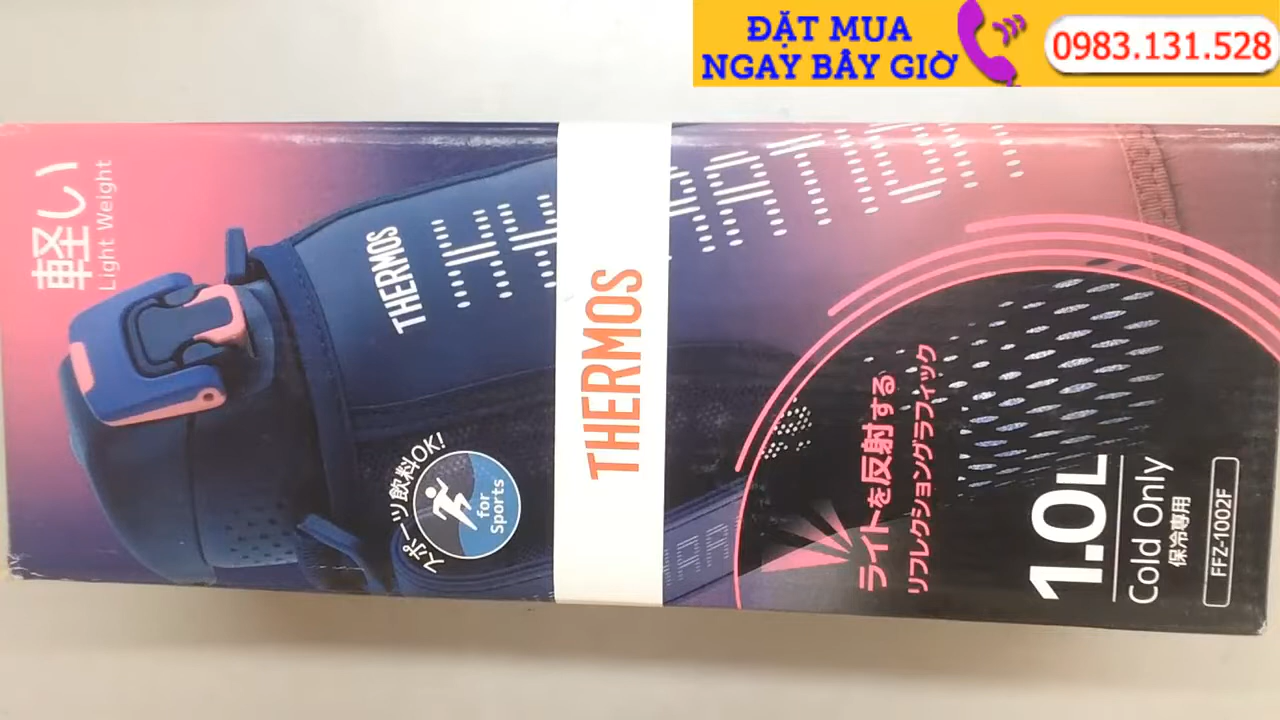 ĐẶT MUA
NGAY BÂY GIỜ
0983.131.528
軽い
Light Weight
THERMOS
スポーツ飲料OK!
for
Sports
THERMOS
ライトを反射する
リフレクショングラフィック
1.0L
Cold Only
保冷専用
FFZ-1002F